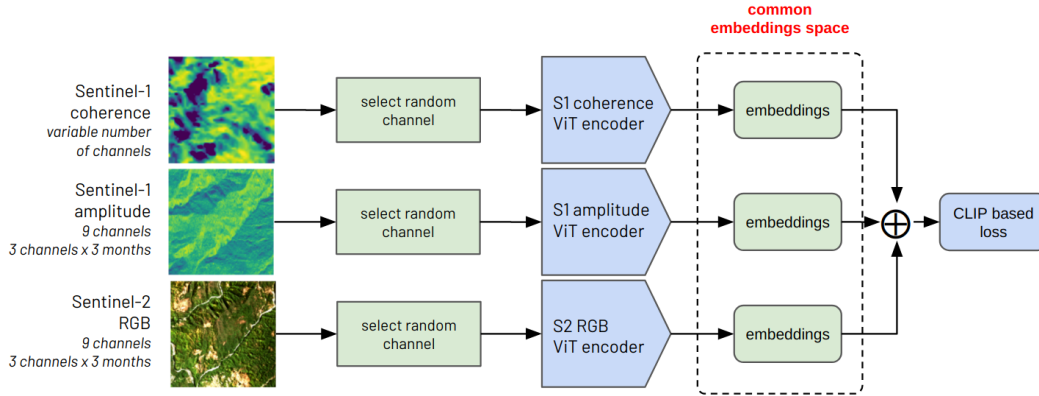 common
embeddings space
Sentinel-1
coherence
variable number
of channels
select random
channel
S1 coherence
ViT encoder
embeddings
Sentinel-1
amplitude
9 channels
3 channels x 3 months
select random
channel
S1 amplitude
ViT encoder
embeddings
CLIP based
loss
Sentinel-2
RGB
9 channels
3 channels x 3 months
select random
channel
S2 RGB
ViT encoder
embeddings